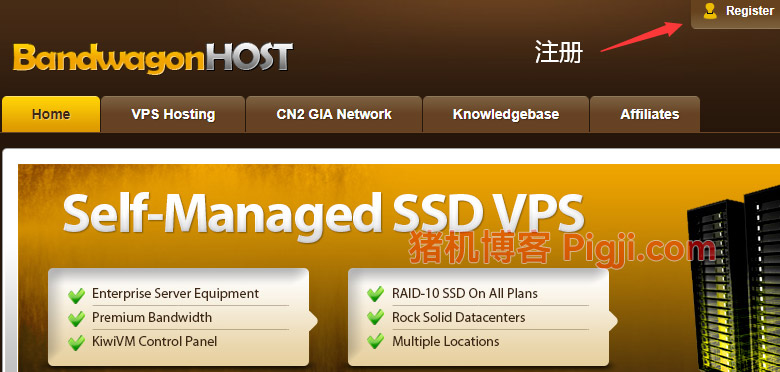 Register
BandwagonHOST
注册
Home
VPS Hosting
CN2 GIA Network
Knowledgebase
Affiliates
Self-Managed SSD VPS
猪机博客 Pigji.com
Enterprise Server Equipment
Premium Bandwidth
KiwiVM Control Panel
RAID-10 SSD On All Plans
Rock Solid Datacenters
Multiple Locations